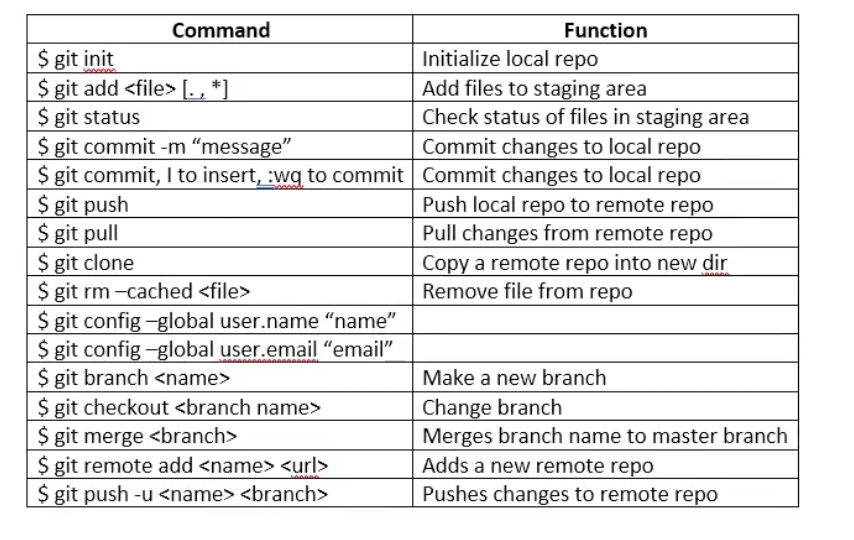 Command Function
$ git init Initialize local repo
$ git add <file> [. , *] Add files to staging area
$ git status Check status of files in staging area
$ git commit -m “message” Commit changes to local repo
$ git commit, I to insert, :wq to commit Commit changes to local repo
$ git push Push local repo to remote repo
$ git pull Pull changes from remote repo
$ git clone Copy a remote repo into new dir
$ git rm –cached <file> Remove file from repo
$ git config –global user.name “name”
$ git config –global user.email “email”
$ git branch <name> Make a new branch
$ git checkout <branch name> Change branch
$ git merge <branch> Merges branch name to master branch
$ git remote add <name> <url> Adds a new remote repo
$ git push -u <name> <branch> Pushes changes to remote repo